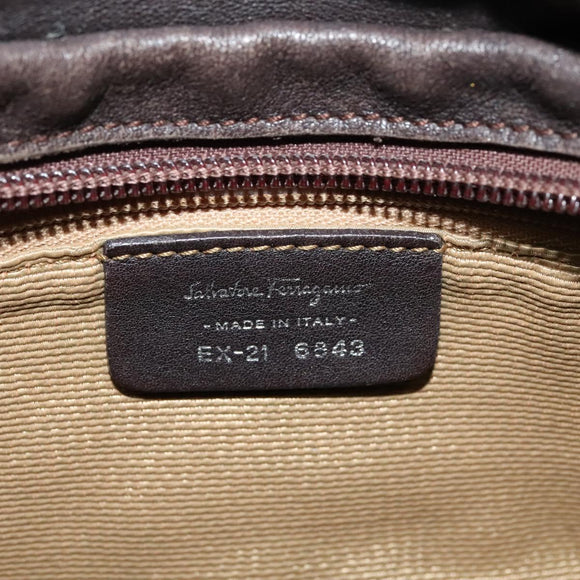 Salvatore Ferragamo
- MADE IN ITALY -
EX-21 6843